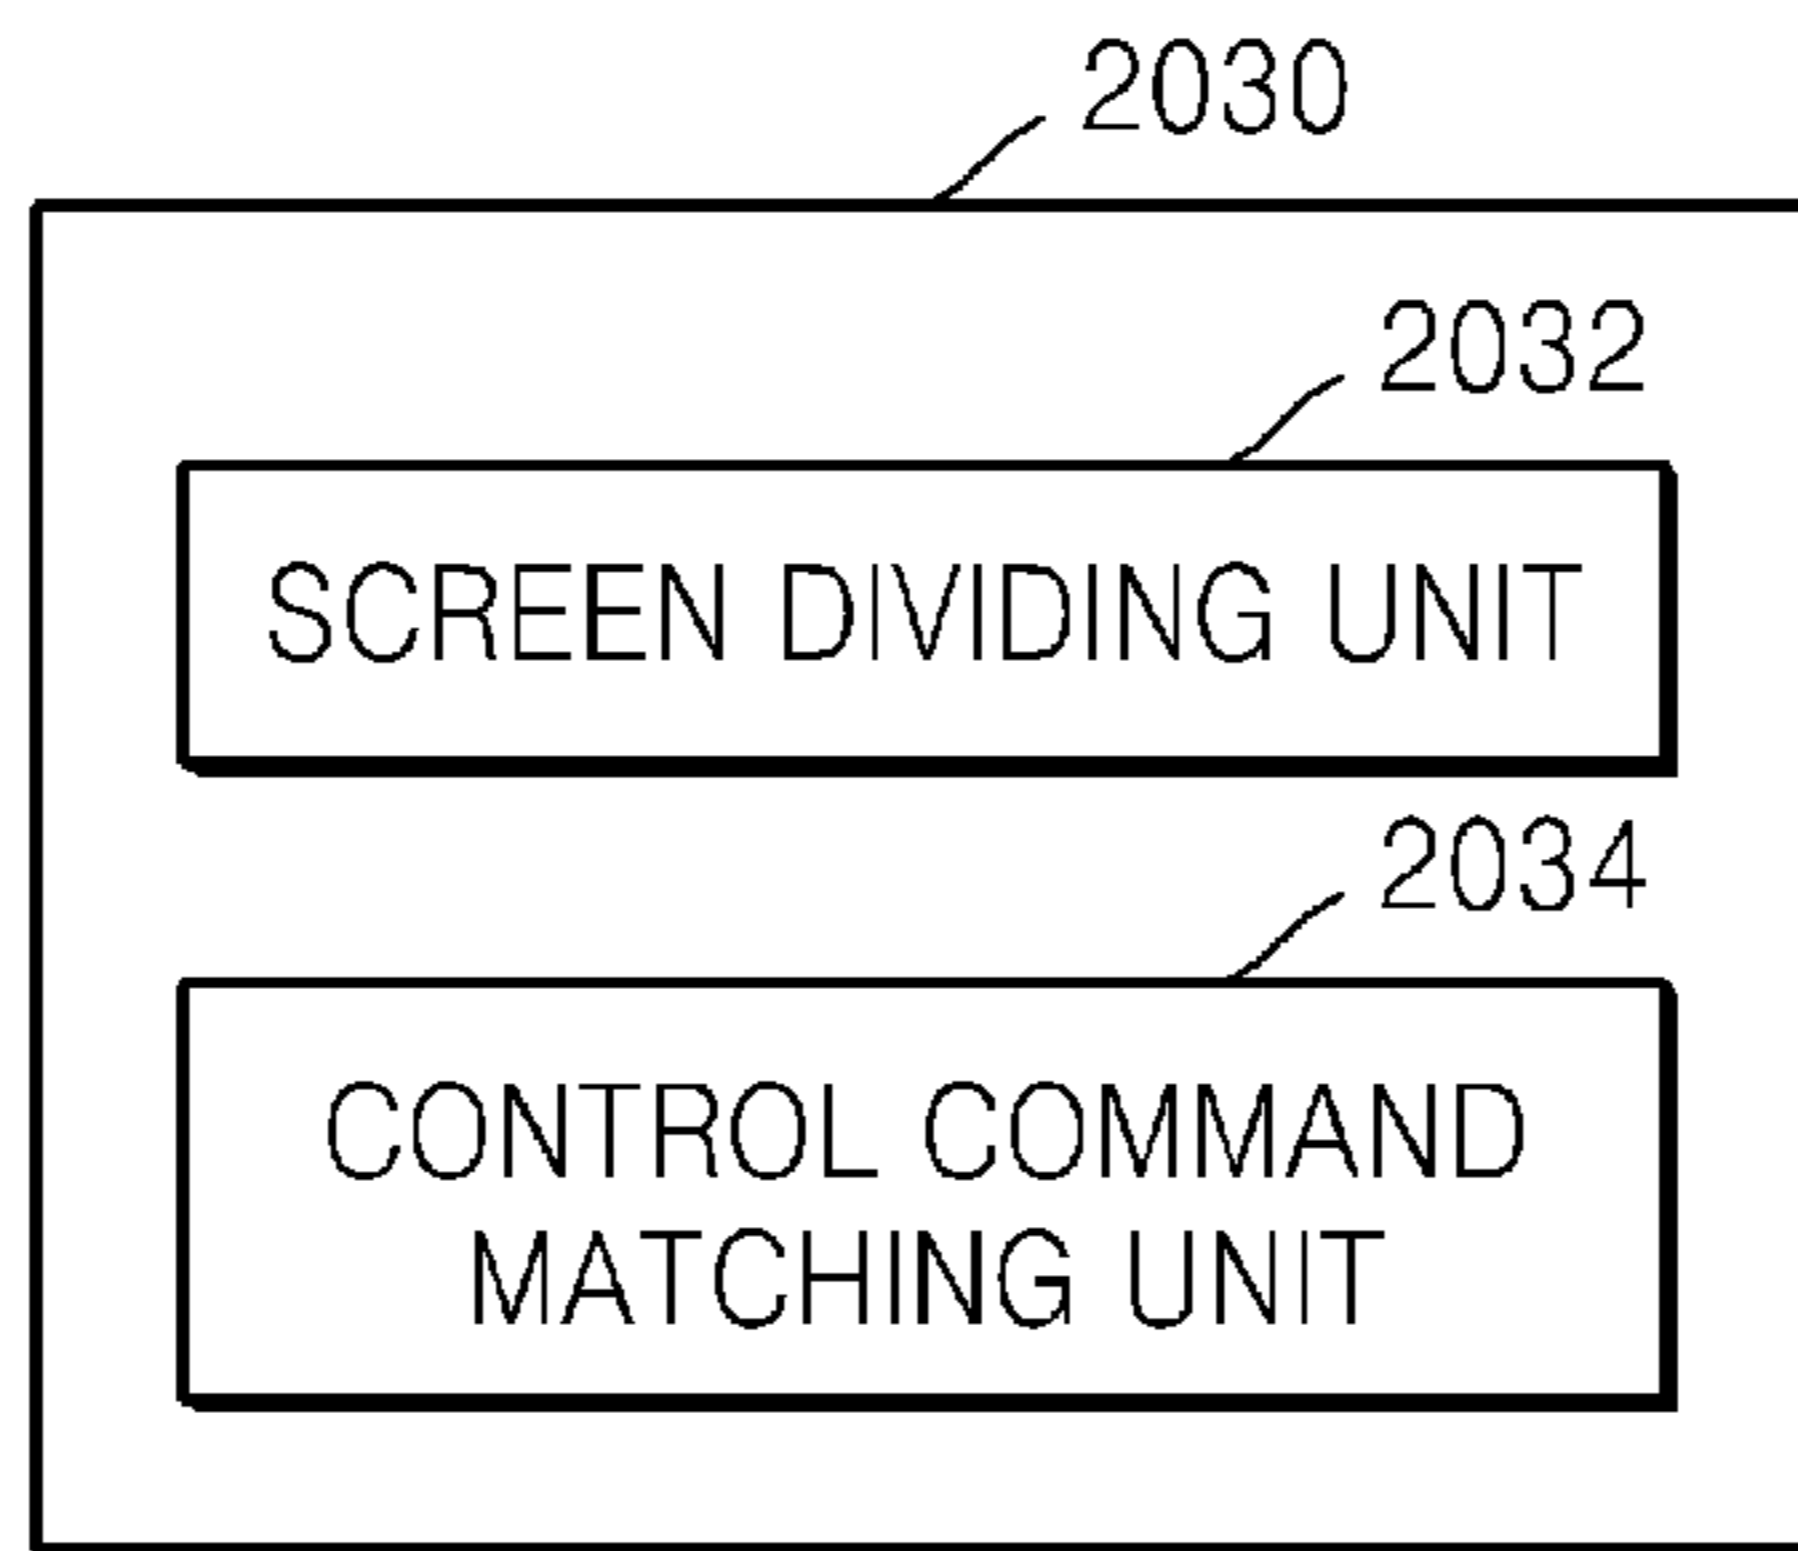 2030
2032
SCREEN DIVIDING UNIT
2034
CONTROL COMMAND
MATCHING UNIT